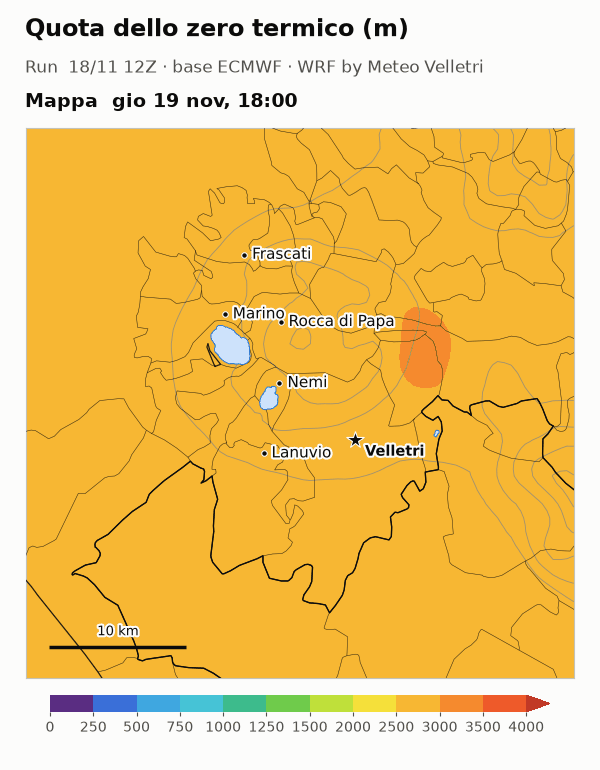 Quota dello zero termico (m)
Run  18/11 12Z · base ECMWF · WRF by Meteo Velletri
Mappa  gio 19 nov, 18:00
Frascati
Marino
Rocca di Papa
Nemi
Velletri
Lanuvio
10 km
0 250 500 750 1000 1250 1500 2000 2500 3000 3500 4000